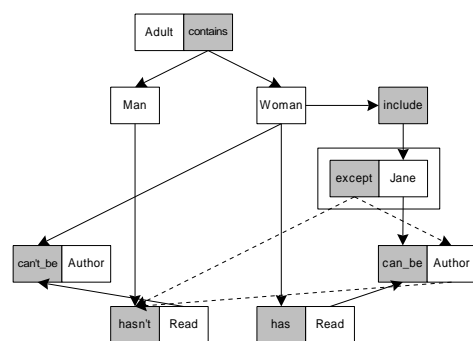 Adult contains
Man Woman include
except Jane
can't_be Author can_be Author
hasn't Read has Read